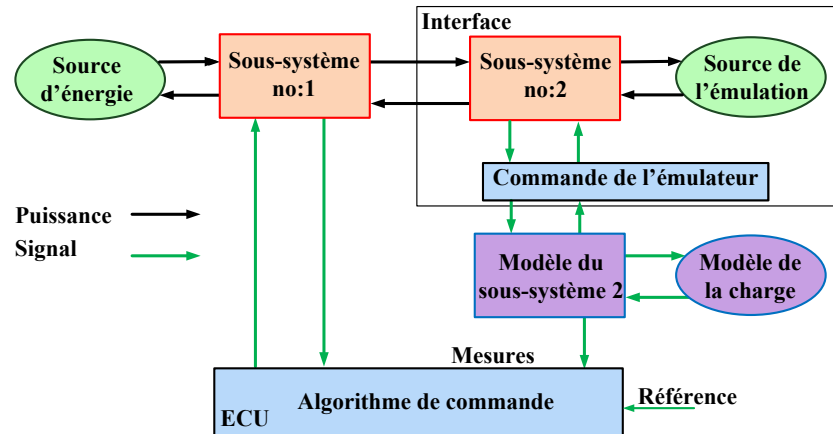 Interface
Source
d'énergie
Sous-système
no:1
Sous-système
no:2
Source de
l'émulation
Commande de l'émulateur
Puissance
Signal
Modèle du
sous-système 2
Modèle de
la charge
Mesures
Algorithme de commande
ECU
Référence